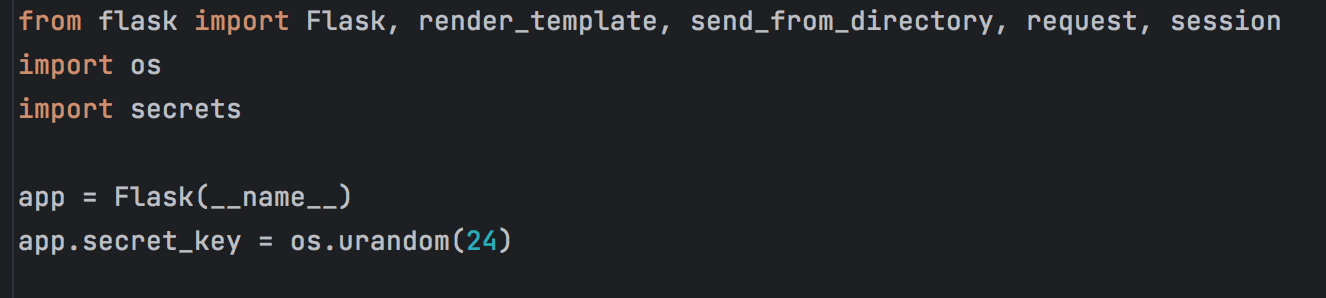 from flask import Flask, render_template, send_from_directory, request, session
import os
import secrets
app = Flask(__name__)
app.secret_key = os.urandom(24)